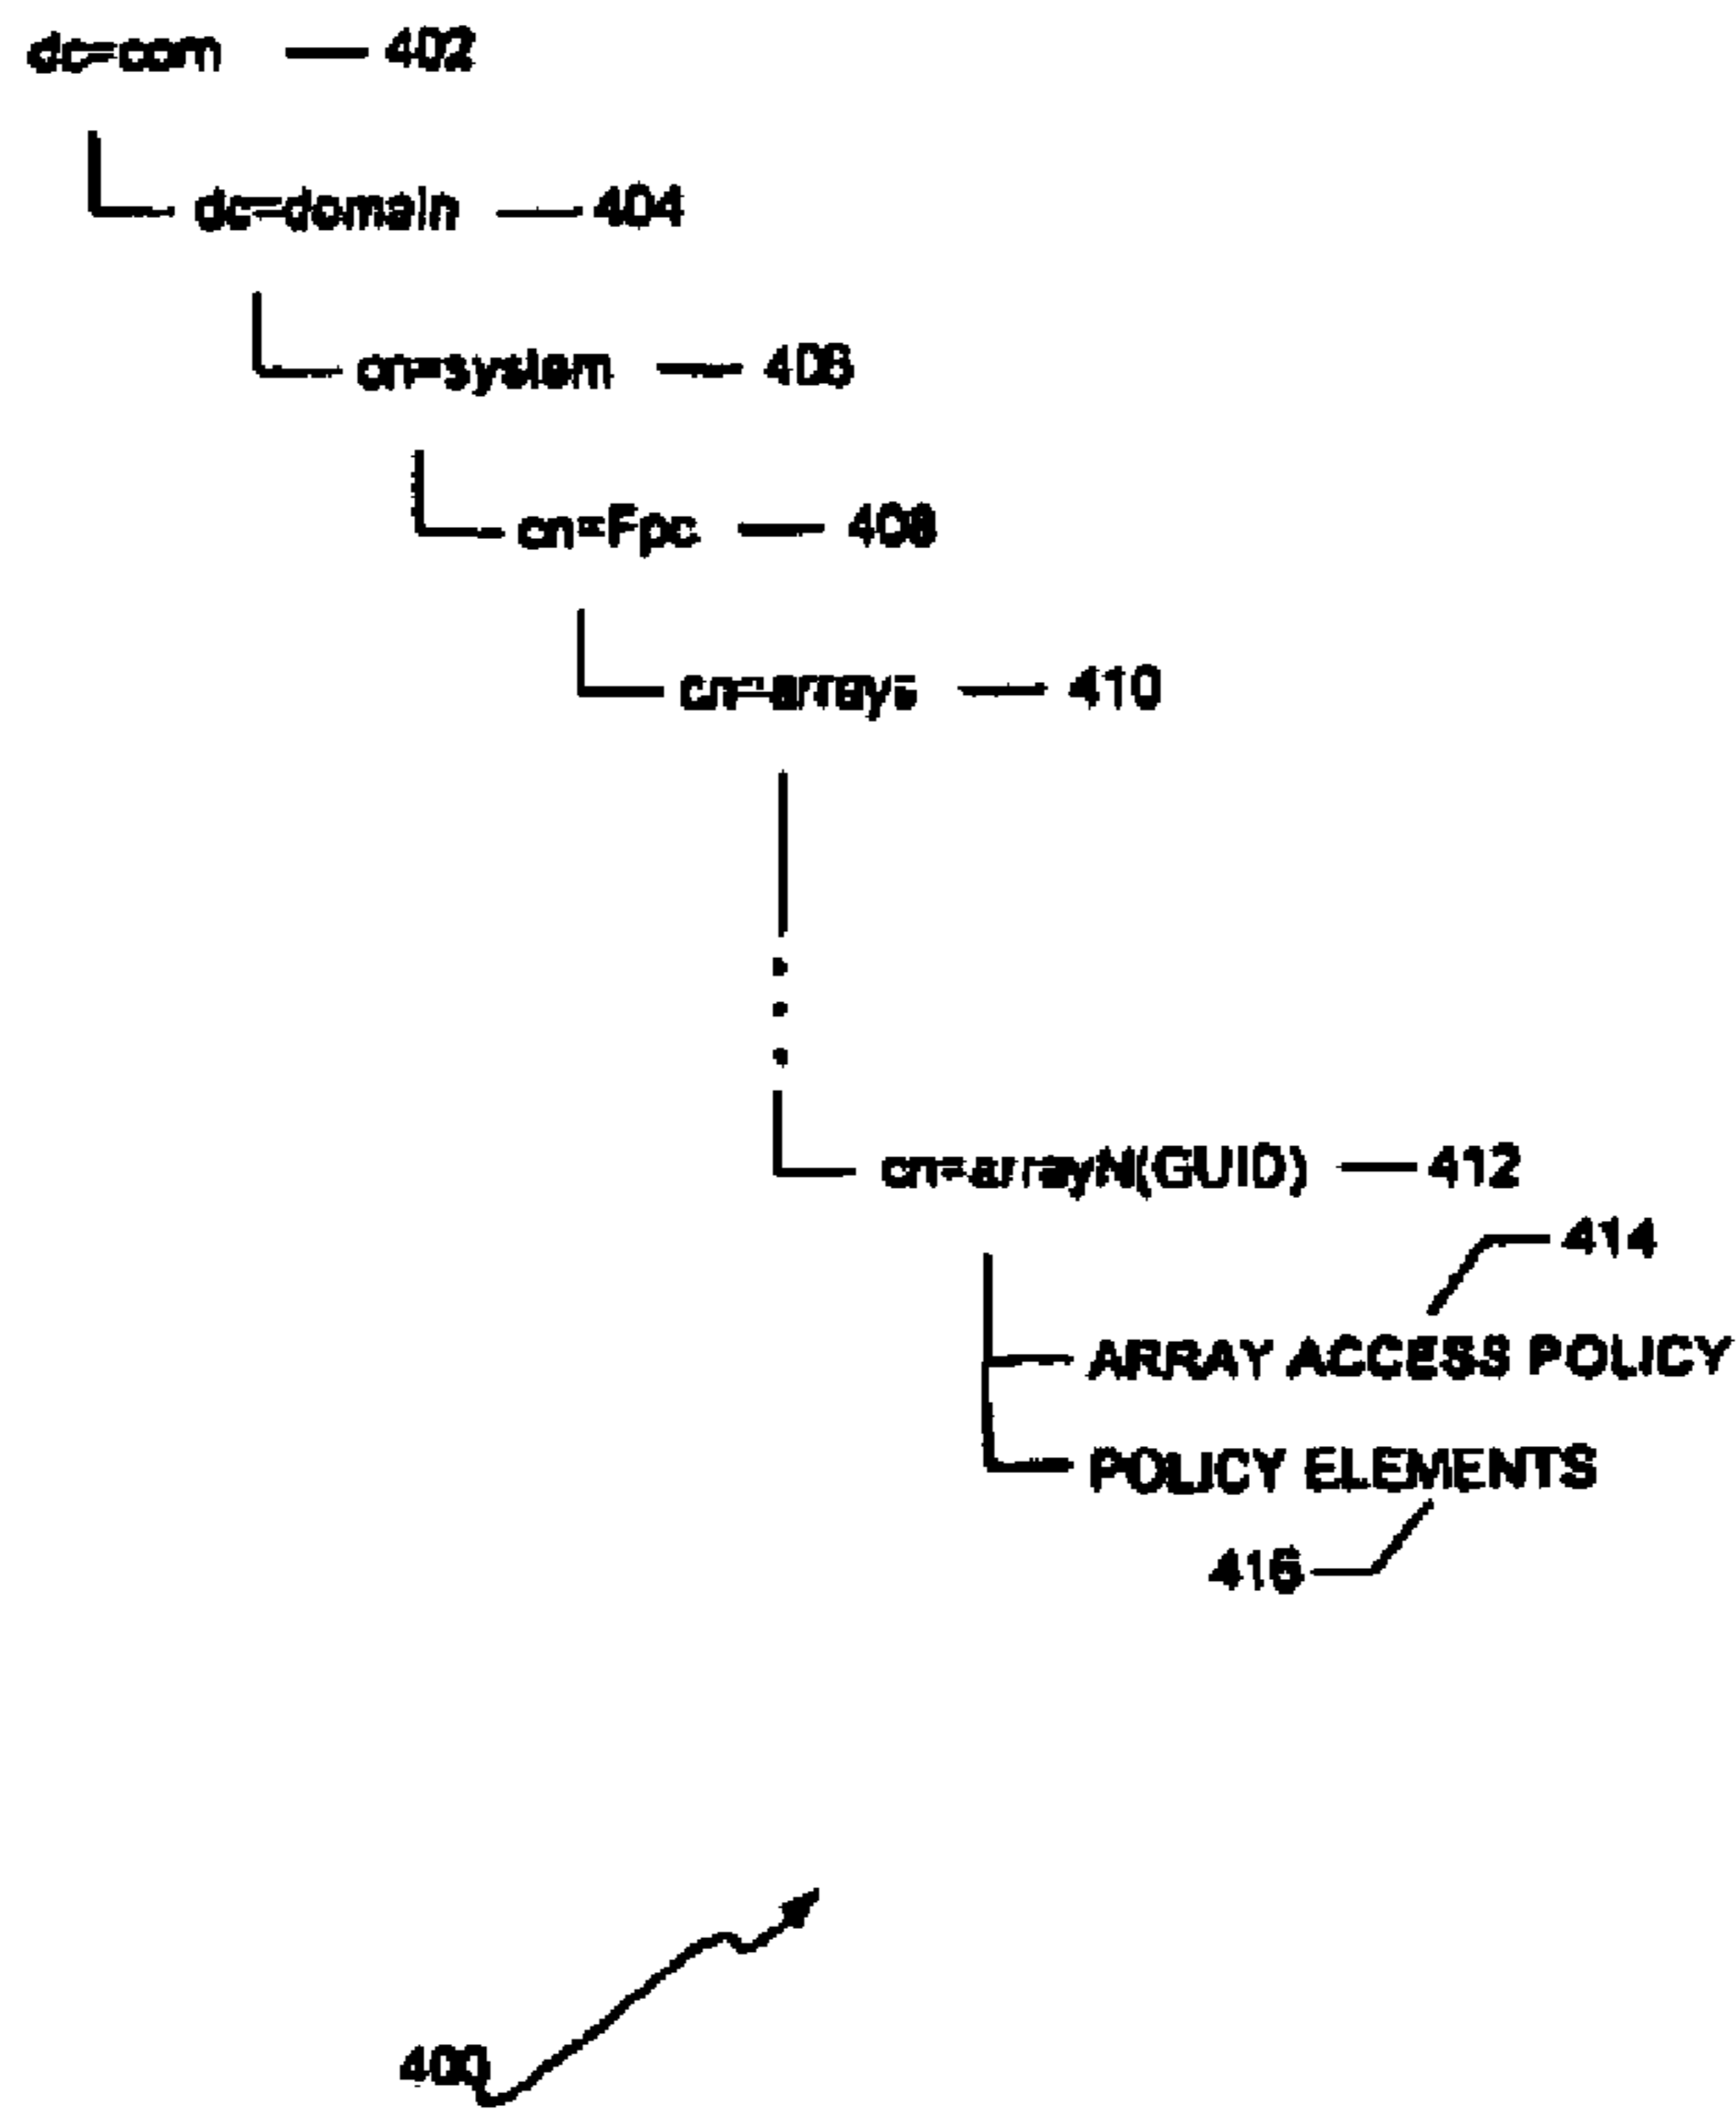 dc=com 402
dc=domain 404
cn=system 406
cn=Fpc 408
cn=arrays 410
cn=arrayN(GUID) 412
414
ARRAY ACCESS POLICY
POLICY ELEMENTS
416
400